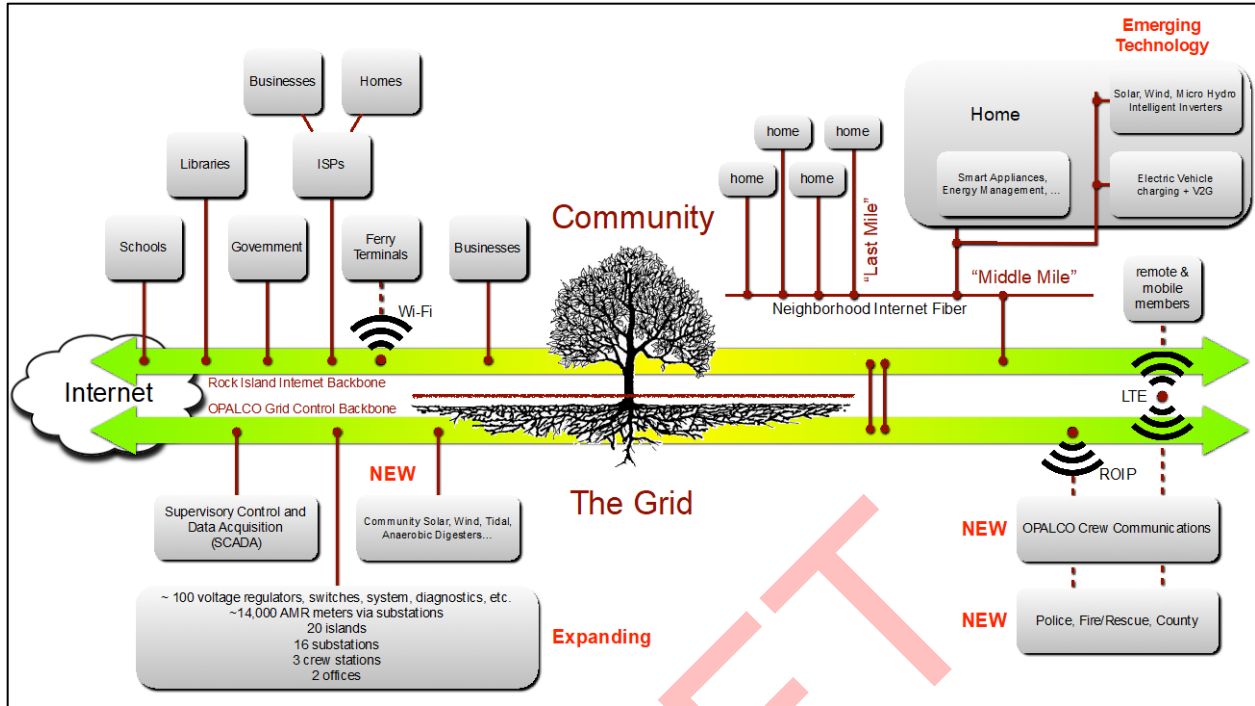 Emerging
Technology
Businesses
Homes
Solar, Wind, Micro Hydro
Intelligent Inverters
Home
home
home
Libraries
ISPs
home
home
Smart Appliances,
Energy Management, ...
Electric Vehicle
charging + V2G
"Last Mile"
Community
Schools
Government
Ferry
Terminals
Businesses
"Middle Mile"
remote &
mobile
members
Wi-Fi
Neighborhood Internet Fiber
Internet
Rock Island Internet Backbone
OPALCO Grid Control Backbone
LTE
NEW
The Grid
ROIP
Supervisory Control and
Data Acquisition
(SCADA)
Community Solar, Wind, Tidal,
Anaerobic Digesters...
NEW
OPALCO Crew Communications
~ 100 voltage regulators, switches, system, diagnostics, etc.
~14,000 AMR meters via substations
20 islands
16 substations
3 crew stations
2 offices
Expanding
NEW
Police, Fire/Rescue, County